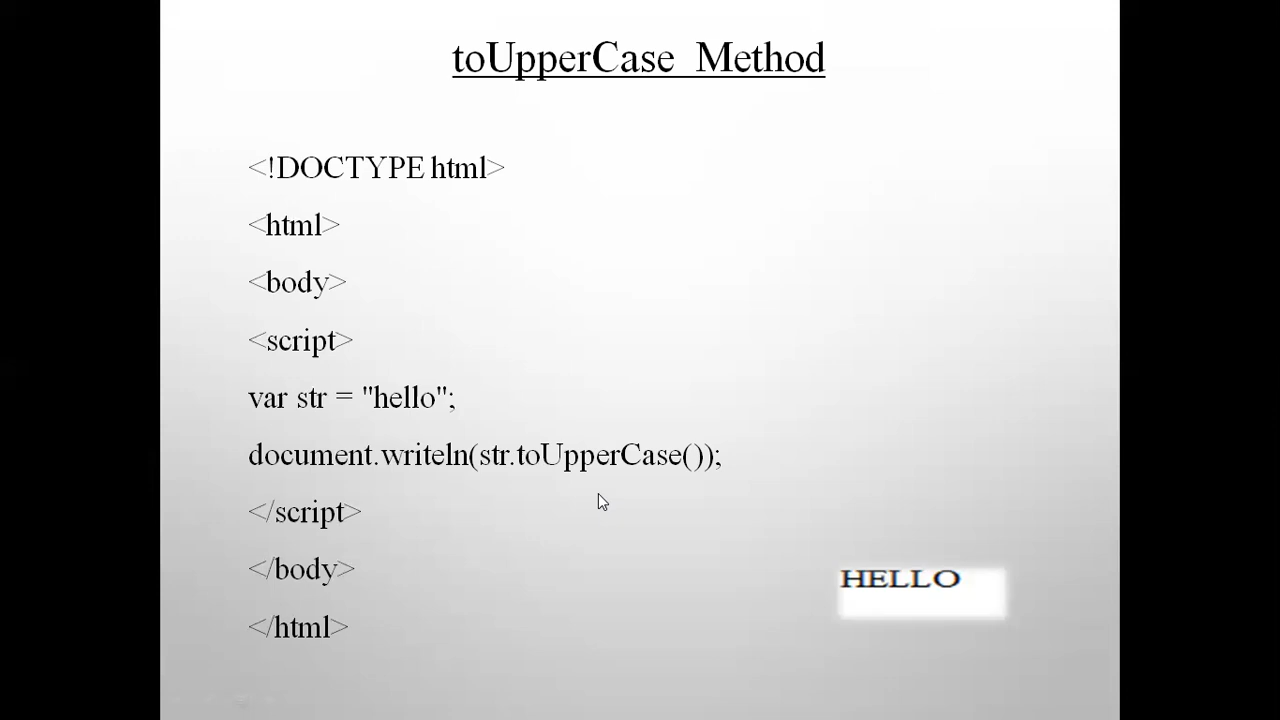 toUpperCase Method
<!DOCTYPE html>
<html>
<body>
<script>
var str = "hello";
document.writeln(str.toUpperCase());
</script>
</body>
</html>
HELLO